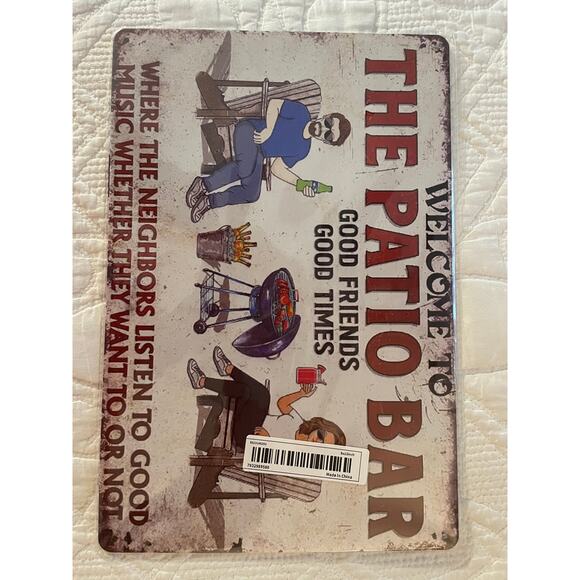 WELCOME TO
THE PATIO BAR
GOOD FRIENDS
GOOD TIMES
7932989580
Made In China
WHERE THE NEIGHBORS LISTEN TO GOOD
MUSIC WHETHER THEY WANT TO OR NOT